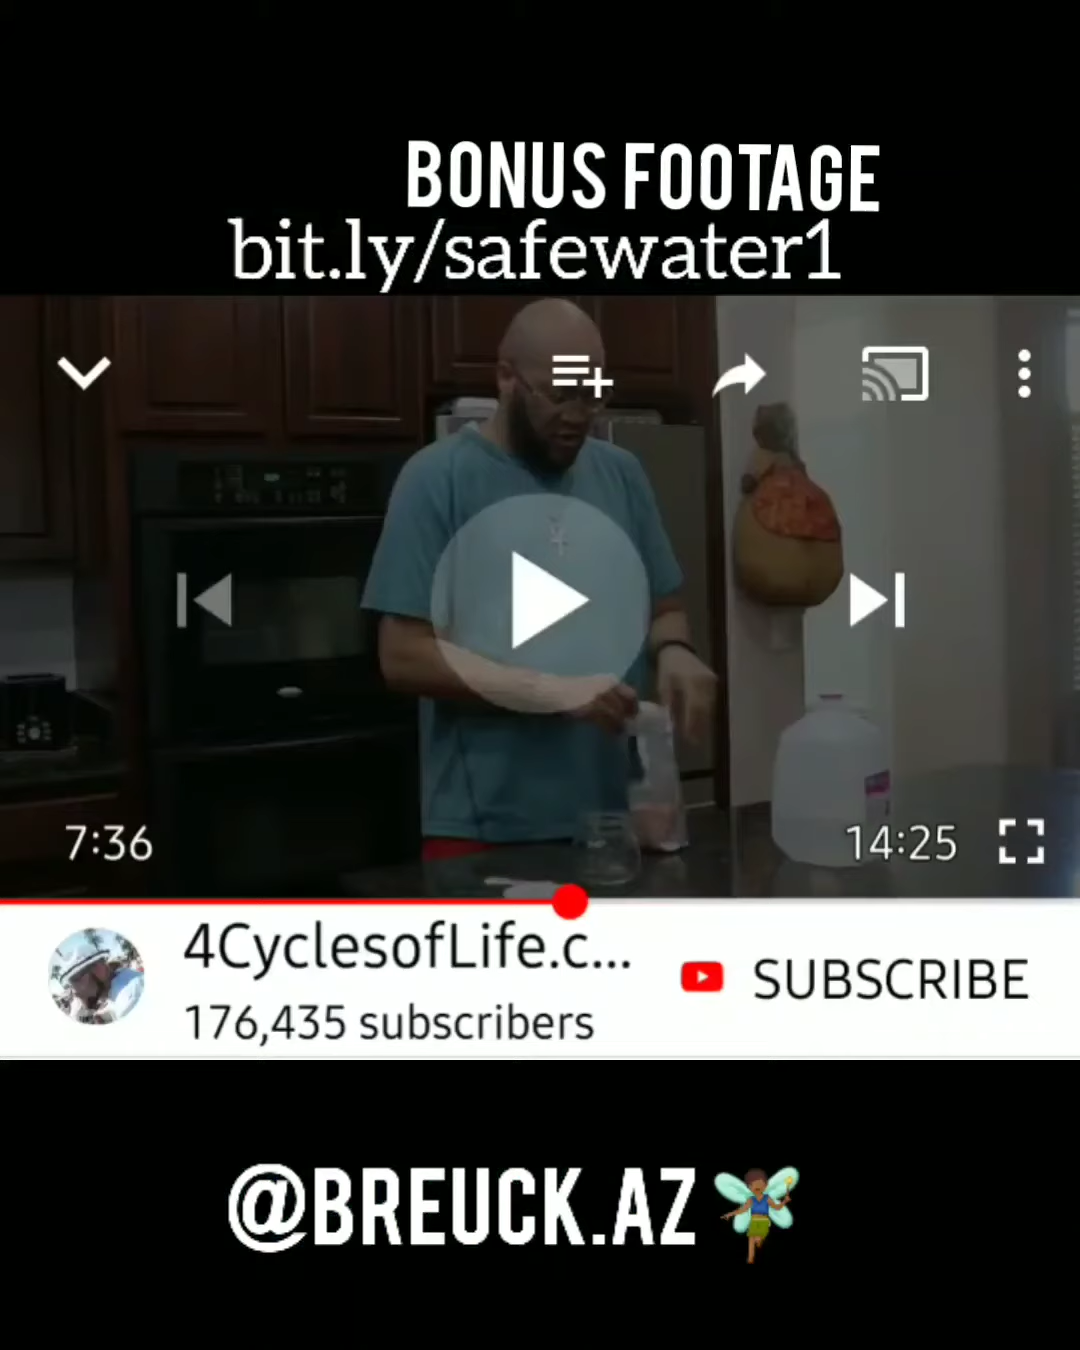 BONUS FOOTAGE
bit.ly/safewater1
7:36
14:25
4CyclesofLife.c...
176,435 subscribers
SUBSCRIBE
@BREUCK.AZ